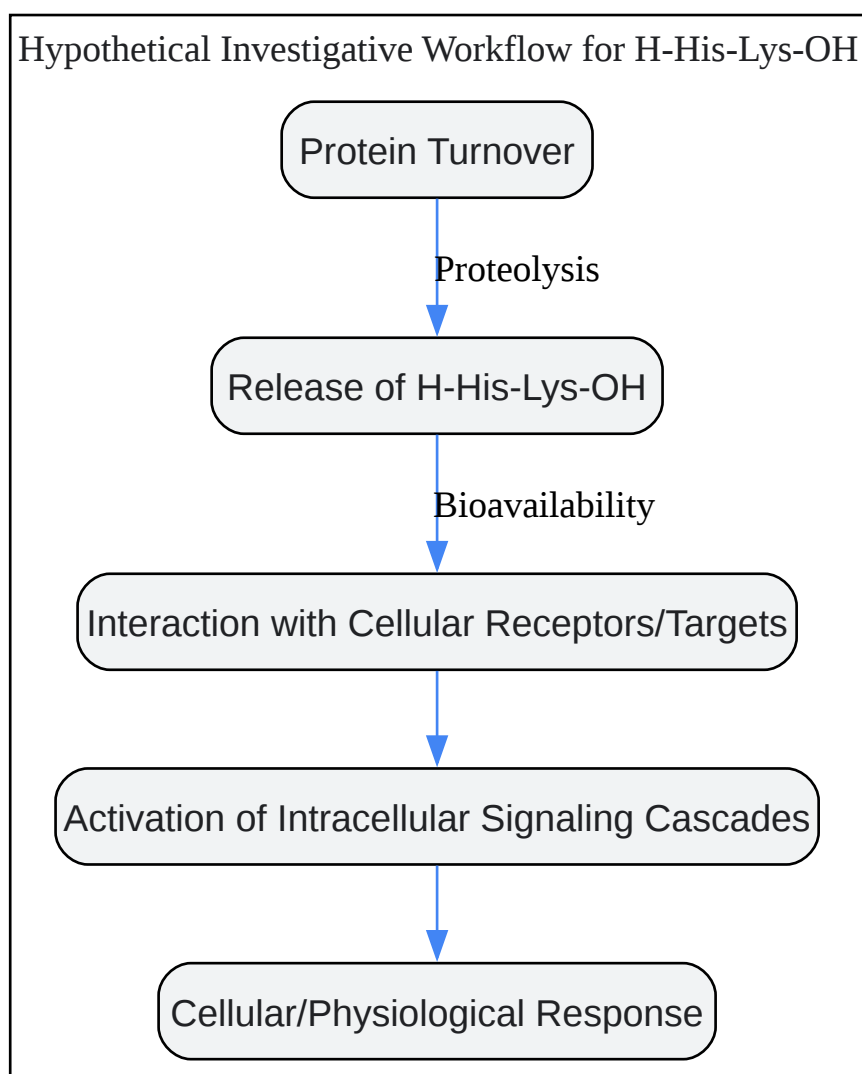 Hypothetical Investigative Workflow for H-His-Lys-OH
Protein Turnover
Proteolysis
Release of H-His-Lys-OH
Bioavailability
Interaction with Cellular Receptors/Targets
Activation of Intracellular Signaling Cascades
Cellular/Physiological Response